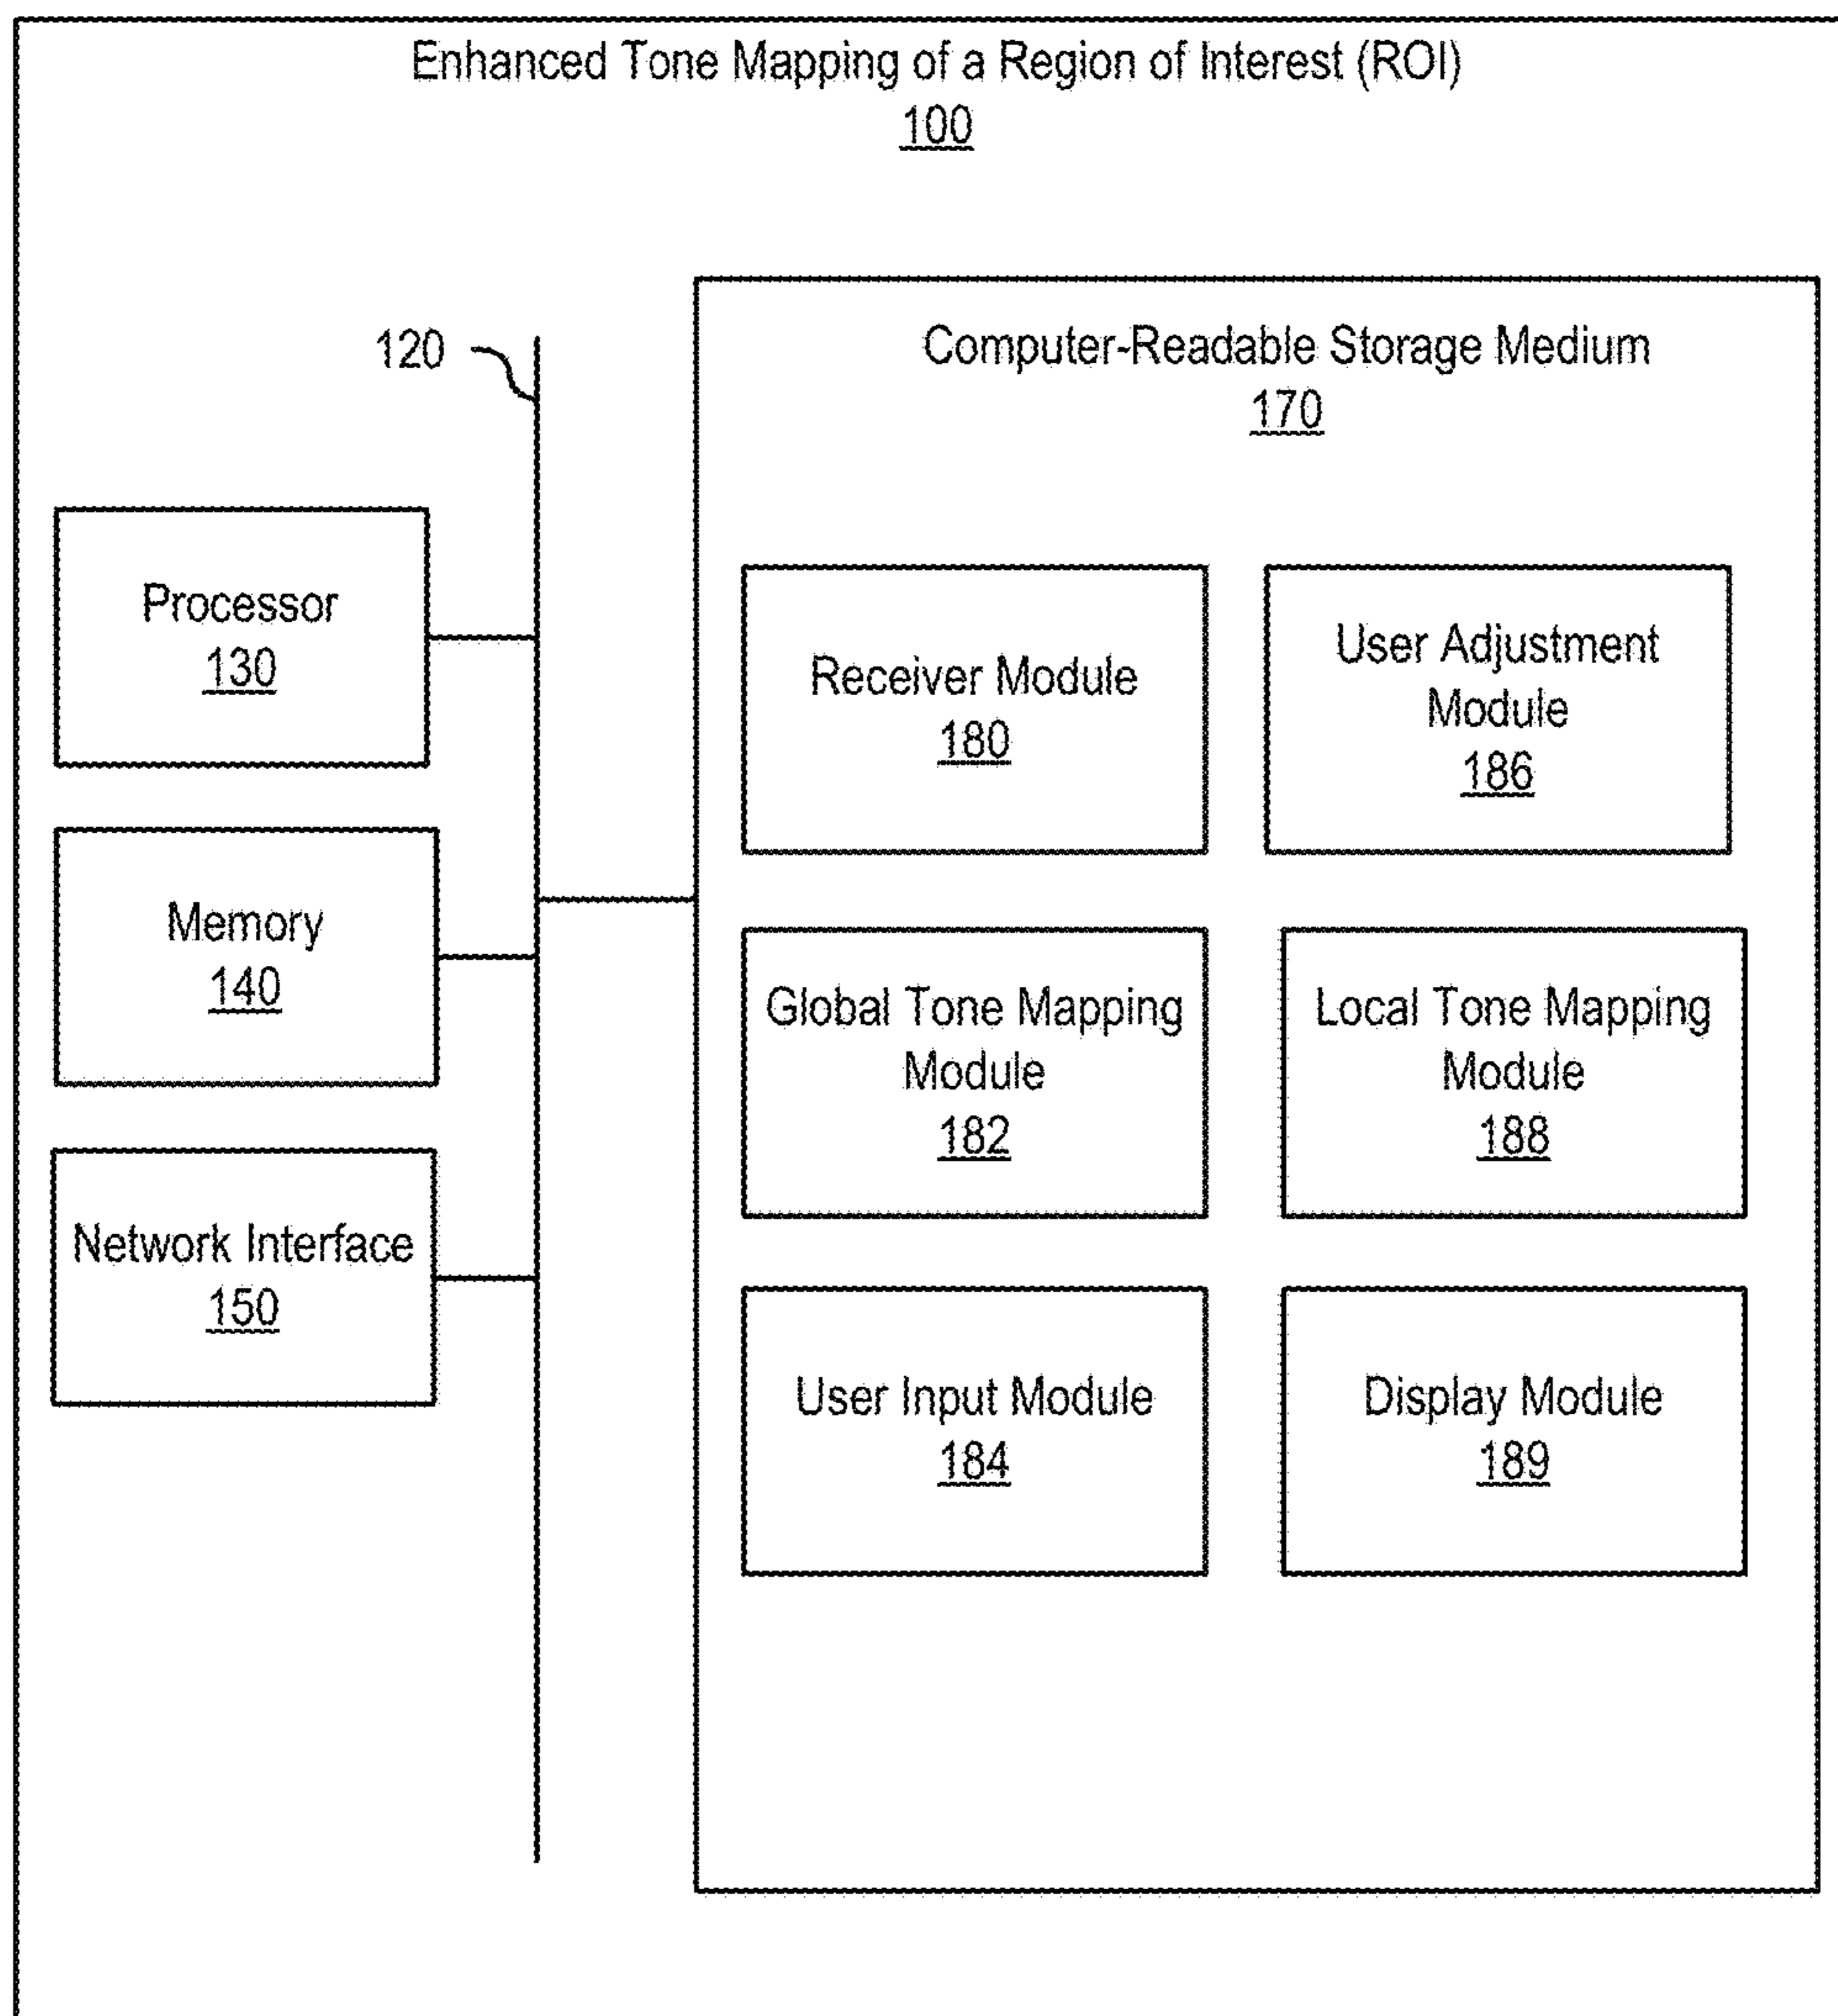 Enhanced Tone Mapping of a Region of Interest (ROI)
100
120
Processor
130
Memory
140
Network Interface
150
Computer-Readable Storage Medium
170
Receiver Module
180
User Adjustment
Module
186
Global Tone Mapping
Module
182
Local Tone Mapping
Module
188
User Input Module
184
Display Module
189